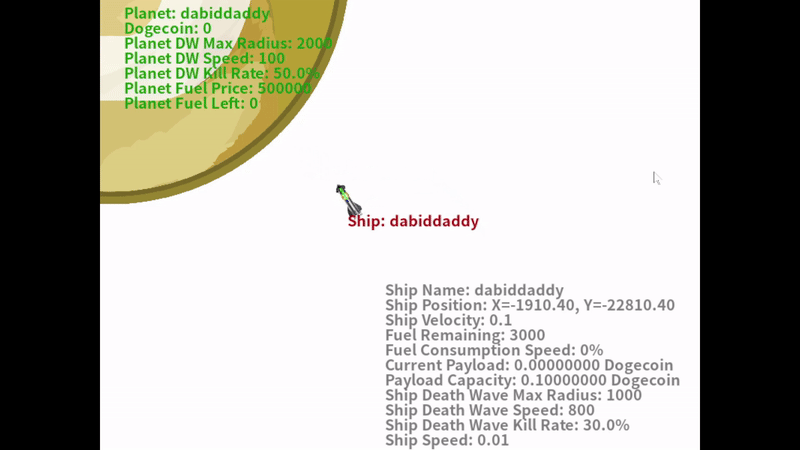 Planet: dabiddaddy
Dogecoin: 0
Planet DW Max Radius: 2000
Planet DW Speed: 100
Planet DW Kill Rate: 50.0%
Planet Fuel Price: 500000
Planet Fuel Left: 0
Ship: dabiddaddy
Ship Name: dabiddaddy
Ship Position: X=-1910.40, Y=-22810.40
Ship Velocity: 0.1
Fuel Remaining: 3000
Fuel Consumption Speed: 0%
Current Payload: 0.00000000 Dogecoin
Payload Capacity: 0.10000000 Dogecoin
Ship Death Wave Max Radius: 1000
Ship Death Wave Speed: 800
Ship Death Wave Kill Rate: 30.0%
Ship Speed: 0.01